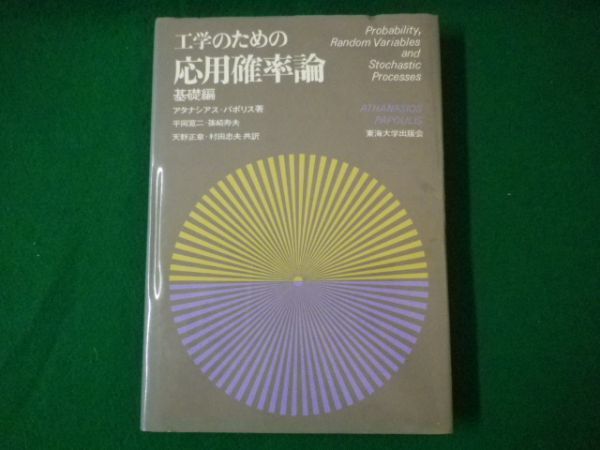 工学のための
応用確率論
基礎編
アタナシアス・パポリス著
平岡寛二・篠崎寿夫
天野正章・村田忠夫 共訳
Probability,
Random Variables
and
Stochastic
Processes
ATHANASIOS
PAPOULIS
東海大学出版会